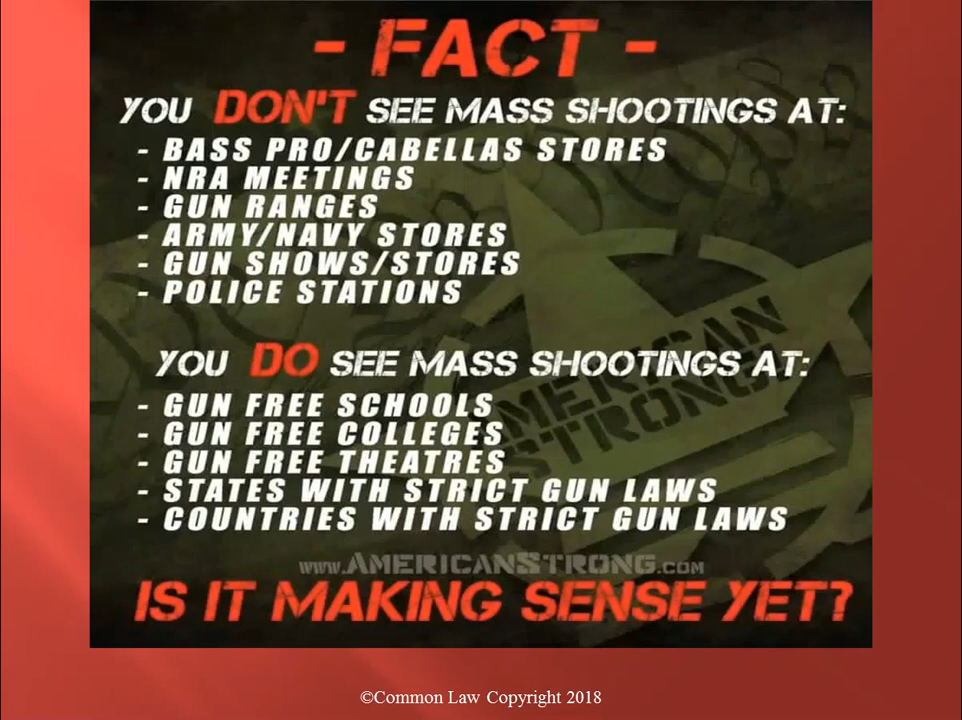 - FACT -
YOU DON'T SEE MASS SHOOTINGS AT:
- BASS PRO/CABELLAS STORES
- NRA MEETINGS
- GUN RANGES
- ARMY/NAVY STORES
- GUN SHOWS/STORES
- POLICE STATIONS
YOU DO SEE MASS SHOOTINGS AT:
- GUN FREE SCHOOLS
- GUN FREE COLLEGES
- GUN FREE THEATRES
- STATES WITH STRICT GUN LAWS
- COUNTRIES WITH STRICT GUN LAWS
AMERICAN
STRONG
www.AMERICANSTRONG.com
IS IT MAKING SENSE YET?
©Common Law Copyright 2018